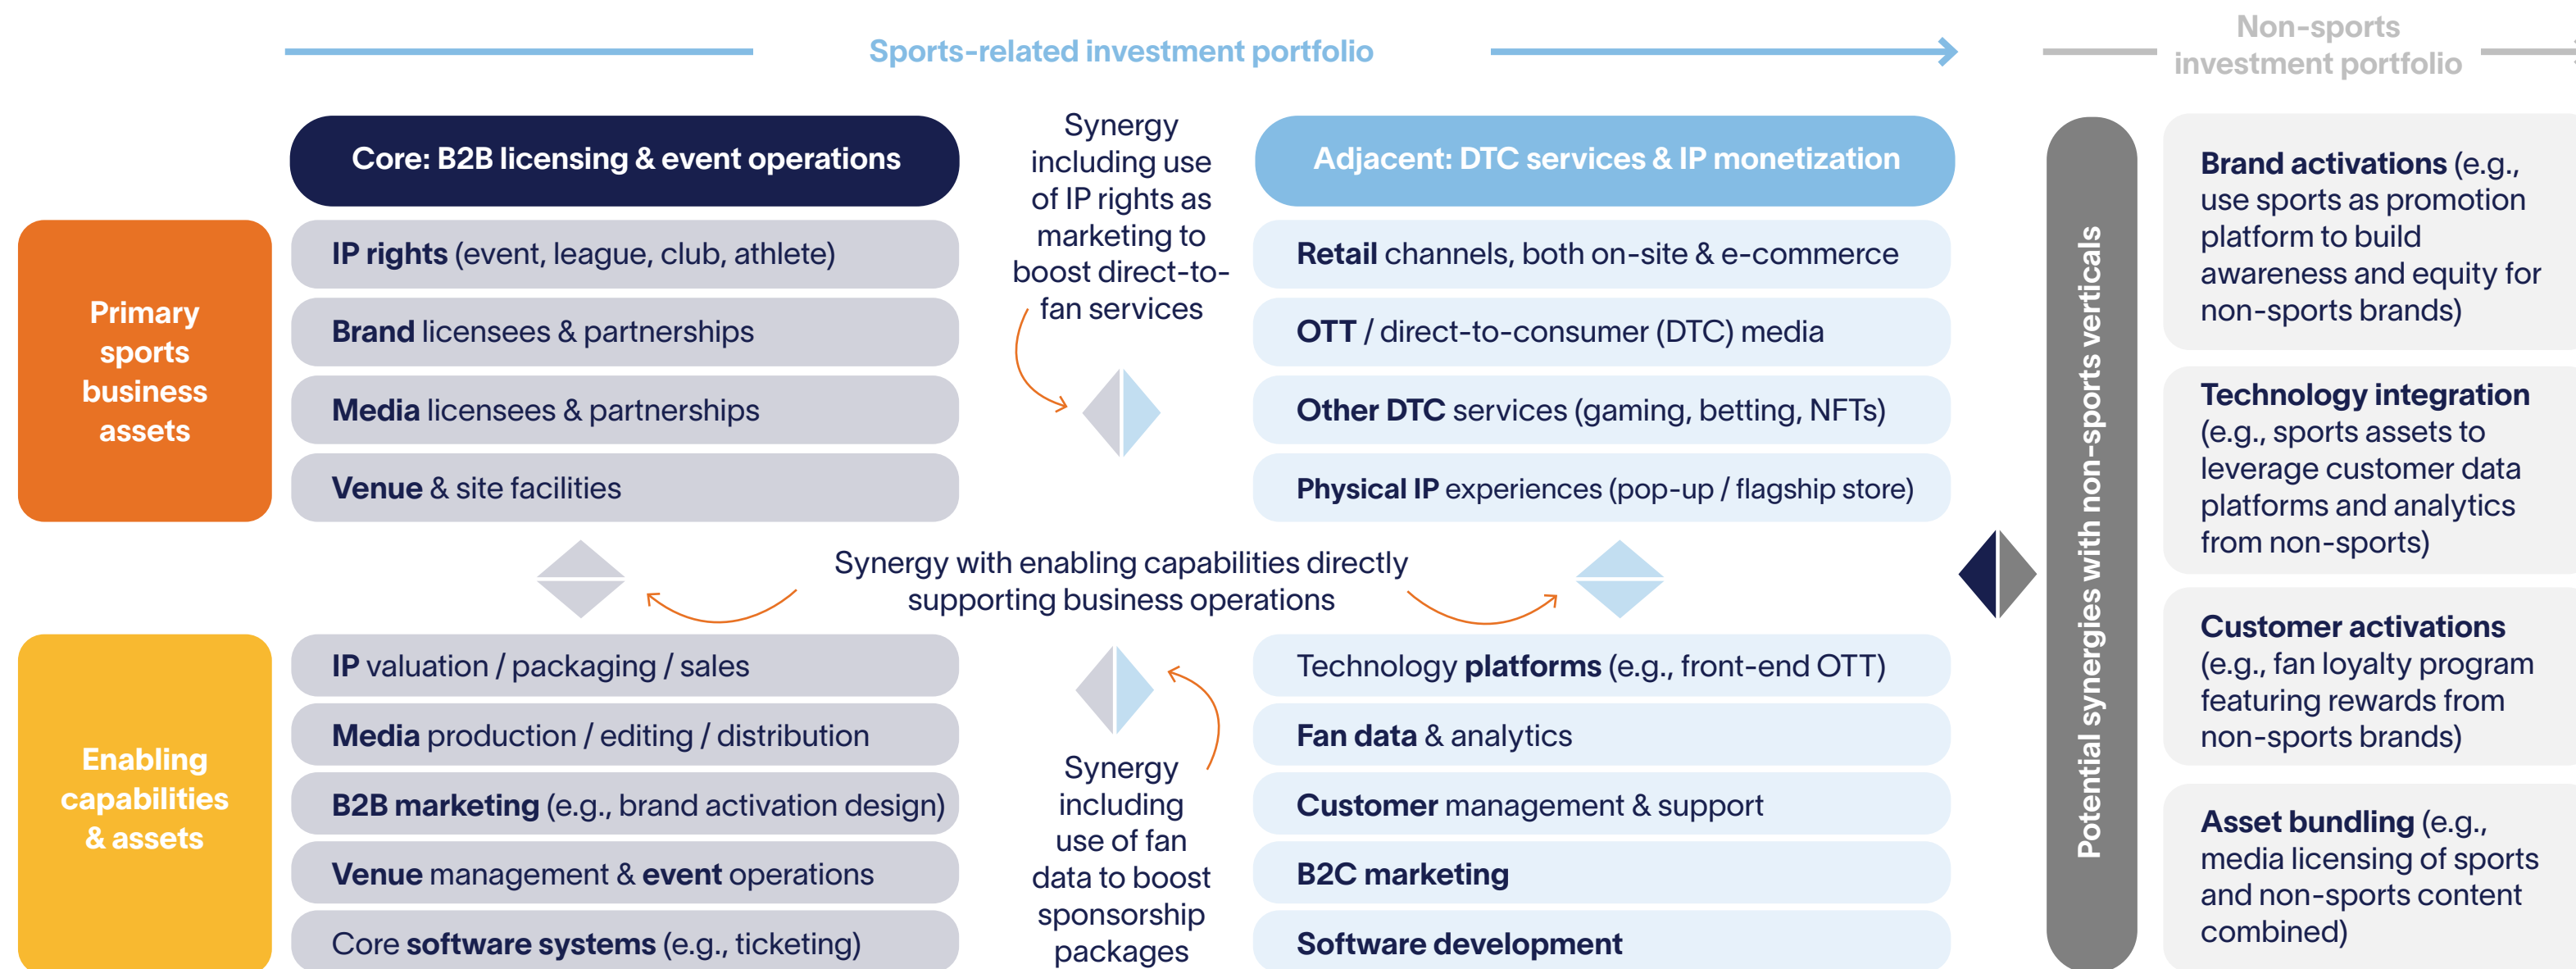 Sports-related investment portfolio
Non-sports
investment portfolio
Core: B2B licensing & event operations
Synergy
including use
of IP rights as
marketing to
boost direct-to-
fan services
Adjacent: DTC services & IP monetization
Primary
sports
business
assets
IP rights (event, league, club, athlete)
Brand licensees & partnerships
Media licensees & partnerships
Venue & site facilities
Retail channels, both on-site & e-commerce
OTT / direct-to-consumer (DTC) media
Other DTC services (gaming, betting, NFTs)
Physical IP experiences (pop-up / flagship store)
Synergy with enabling capabilities directly
supporting business operations
Enabling
capabilities
& assets
IP valuation / packaging / sales
Media production / editing / distribution
B2B marketing (e.g., brand activation design)
Venue management & event operations
Core software systems (e.g., ticketing)
Synergy
including
use of fan
data to boost
sponsorship
packages
Technology platforms (e.g., front-end OTT)
Fan data & analytics
Customer management & support
B2C marketing
Software development
Potential synergies with non-sports verticals
Brand activations (e.g.,
use sports as promotion
platform to build
awareness and equity for
non-sports brands)
Technology integration
(e.g., sports assets to
leverage customer data
platforms and analytics
from non-sports)
Customer activations
(e.g., fan loyalty program
featuring rewards from
non-sports brands)
Asset bundling (e.g.,
media licensing of sports
and non-sports content
combined)